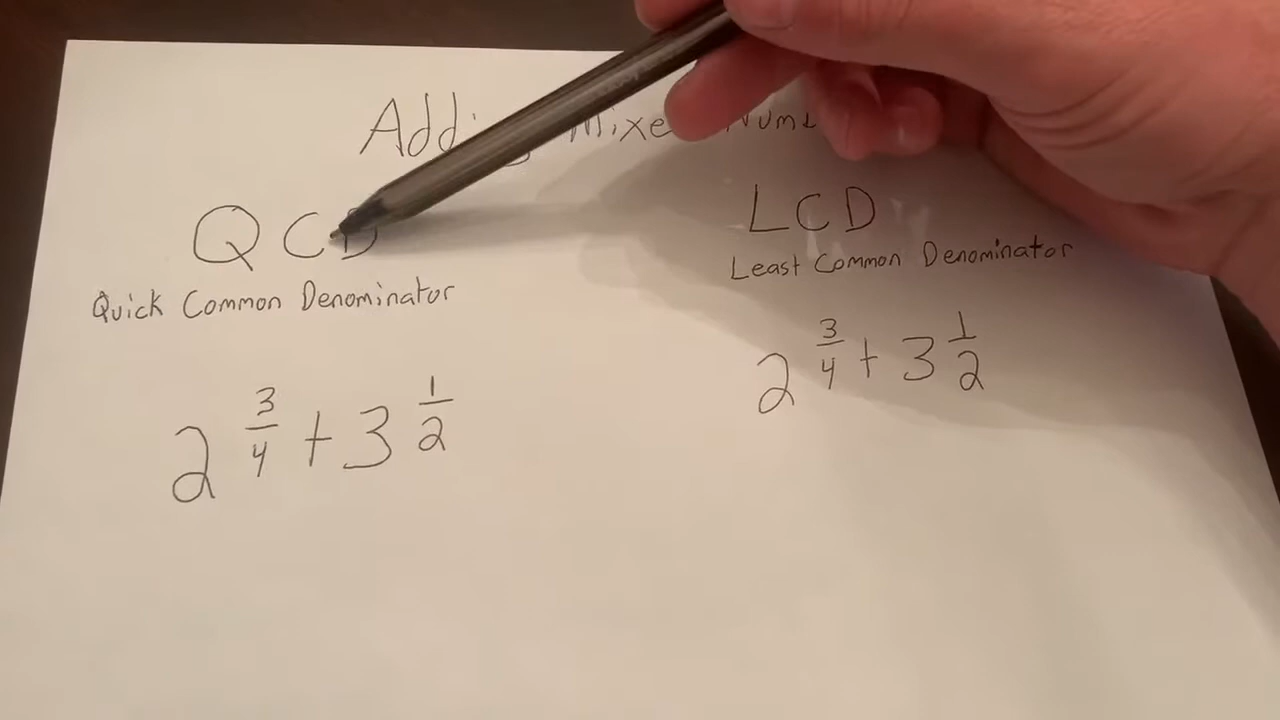 QCD
Quick Common Denominator
2 3/4 + 3 1/2
LCD
Least Common Denominator
2 3/4 + 3 1/2